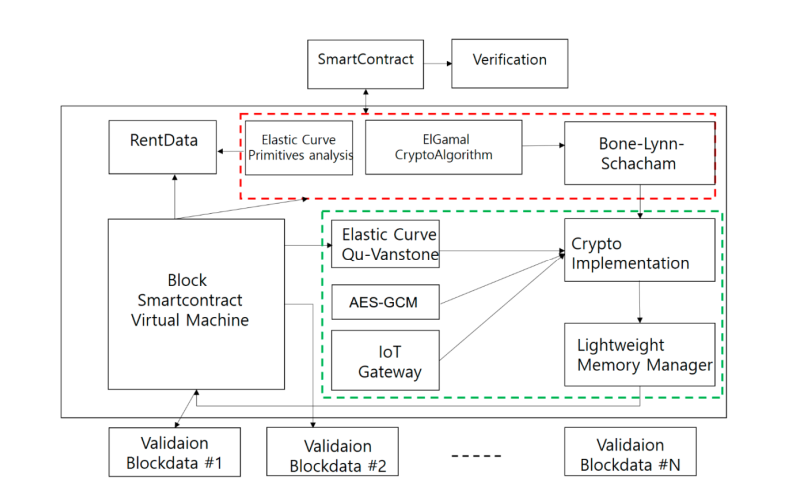 SmartContract
Verification
RentData
Elastic Curve
Primitives analysis
ElGamal
CryptoAlgorithm
Bone-Lynn-
Schacham
Block
Smartcontract
Virtual Machine
Elastic Curve
Qu-Vanstone
Crypto
Implementation
AES-GCM
IoT
Gateway
Lightweight
Memory Manager
Validaion
Blockdata #1
Validaion
Blockdata #2
Validaion
Blockdata #N